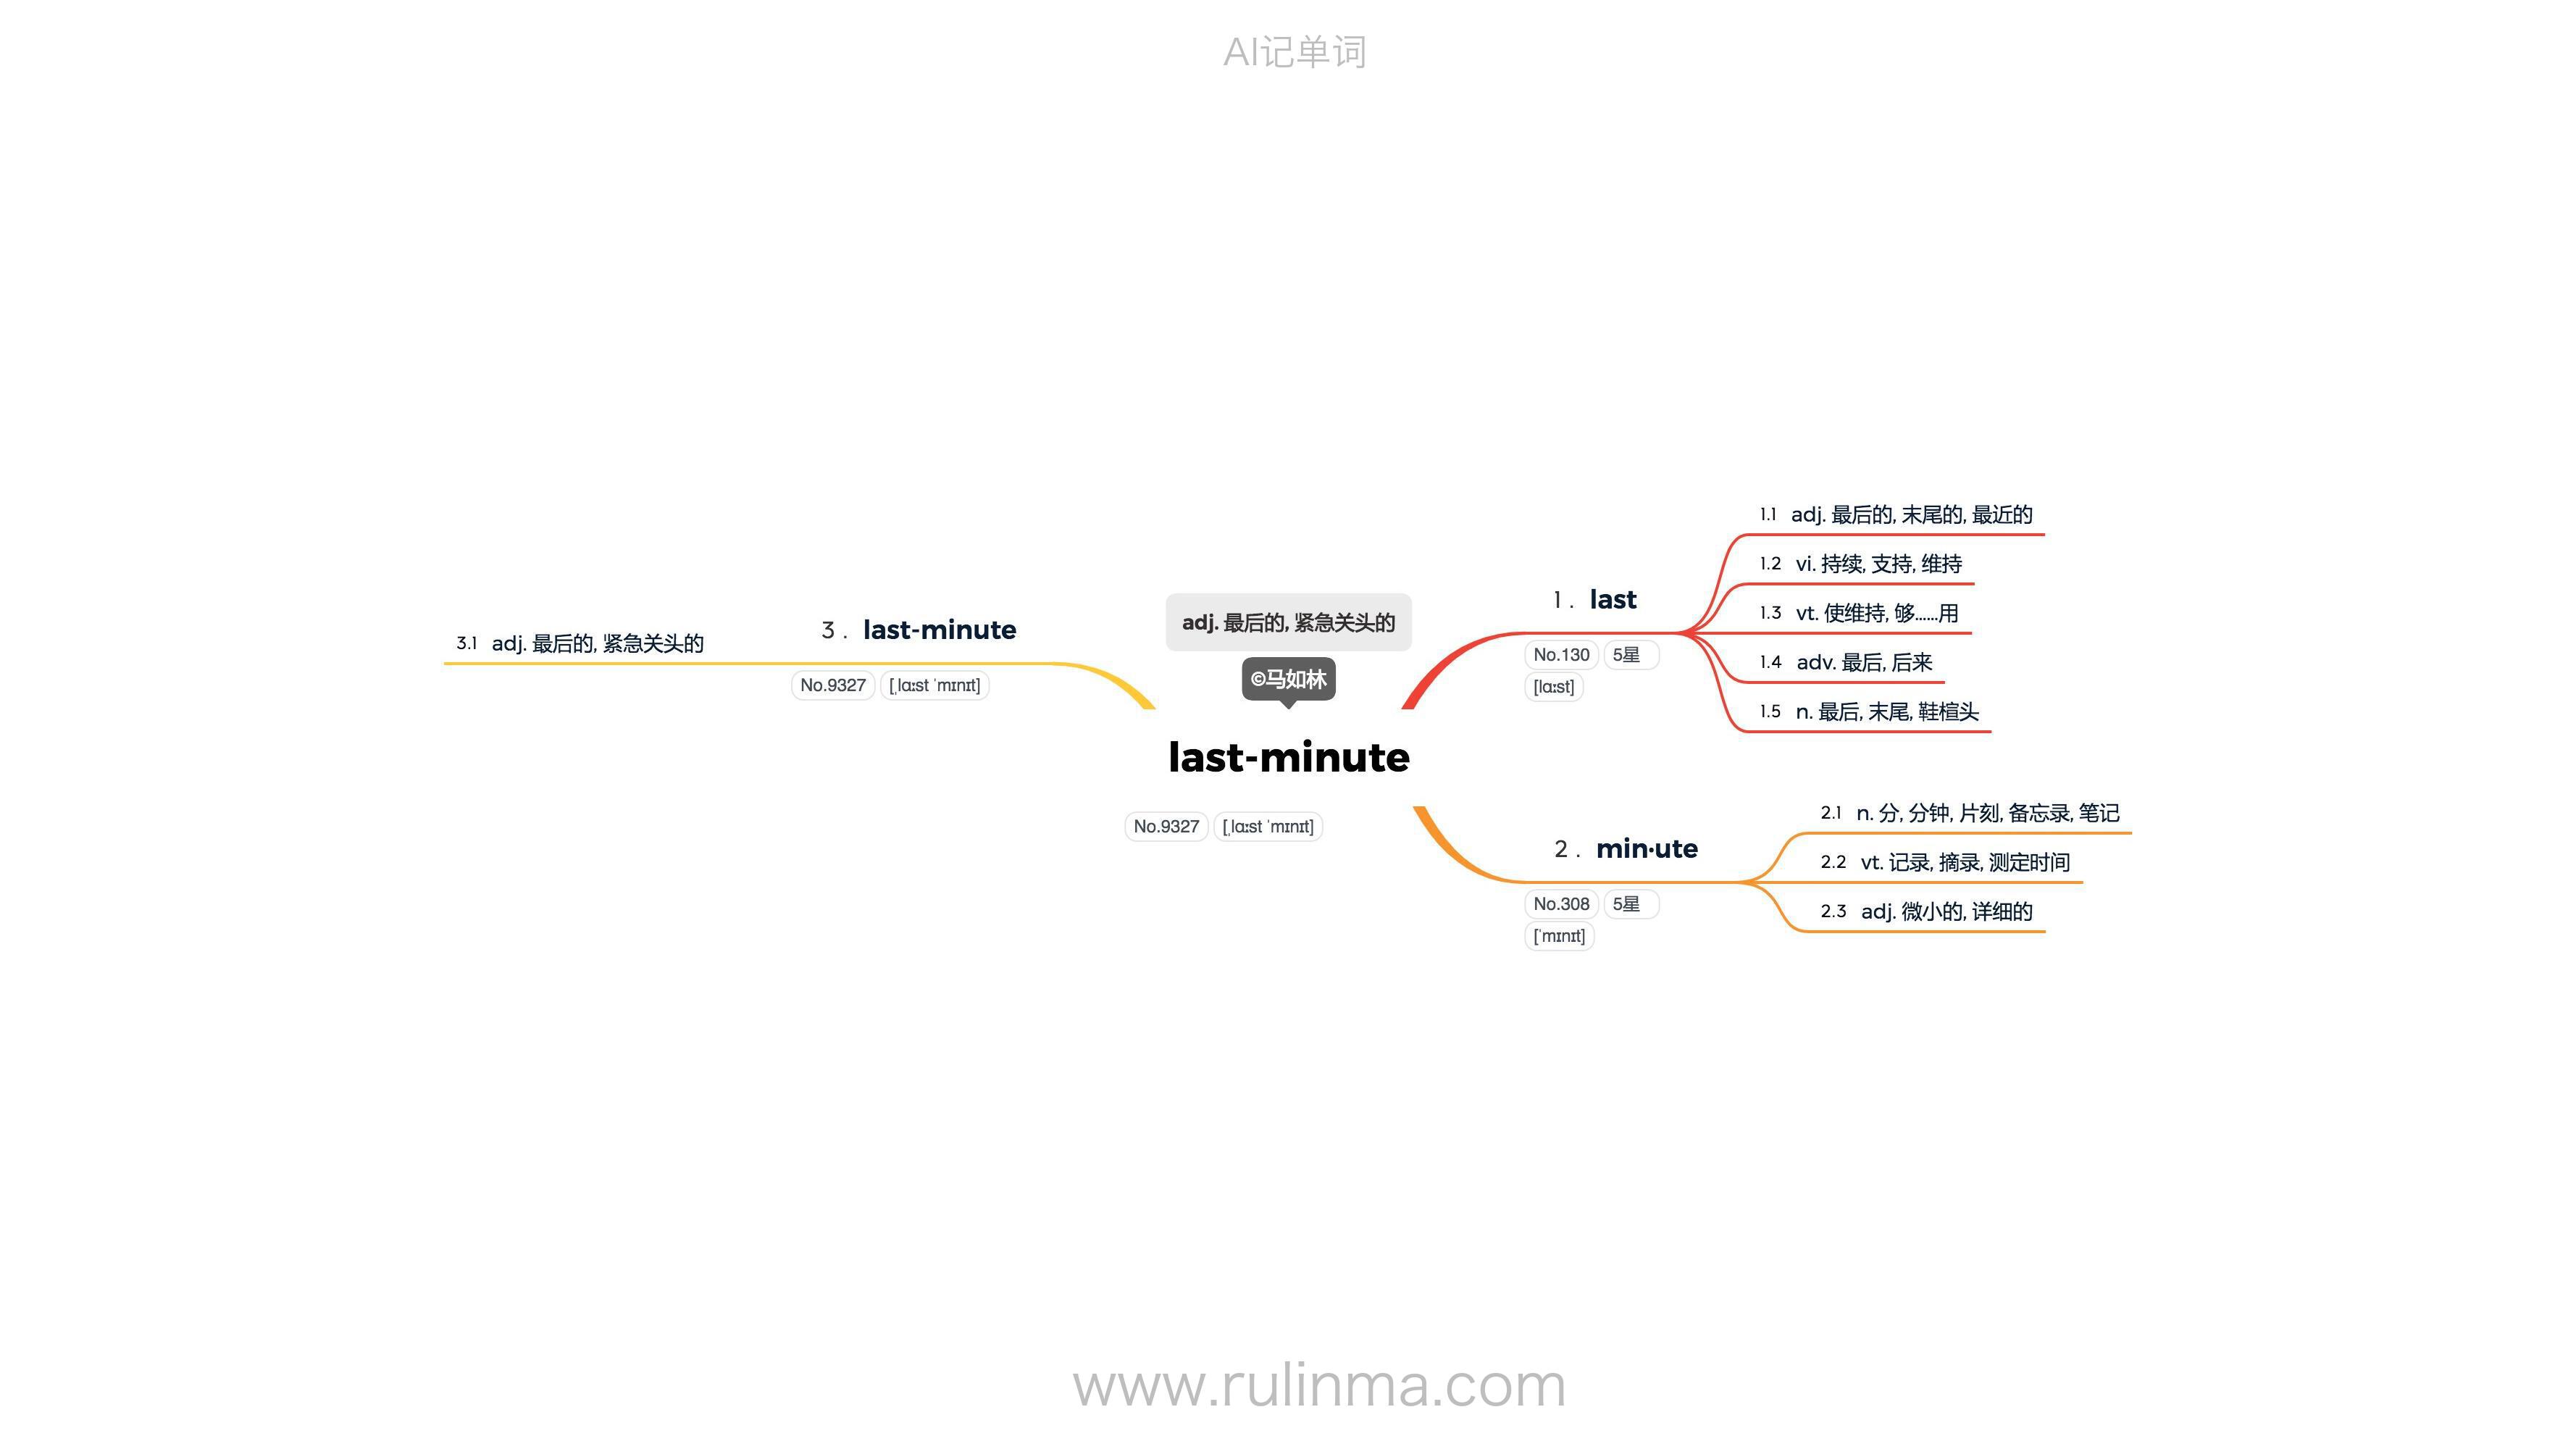 AI记单词
adj. 最后的, 紧急关头的
©马如林
last-minute
No.9327 [ˌlɑːst ˈmɪnɪt]
1 . last
No.130 5星
[lɑːst]
1.1 adj. 最后的, 末尾的, 最近的
1.2 vi. 持续, 支持, 维持
1.3 vt. 使维持, 够……用
1.4 adv. 最后, 后来
1.5 n. 最后, 末尾, 鞋楦头
2 . min·ute
No.308 5星
[ˈmɪnɪt]
2.1 n. 分, 分钟, 片刻, 备忘录, 笔记
2.2 vt. 记录, 摘录, 测定时间
2.3 adj. 微小的, 详细的
3 . last-minute
No.9327 [ˌlɑːst ˈmɪnɪt]
3.1 adj. 最后的, 紧急关头的
www.rulinma.com